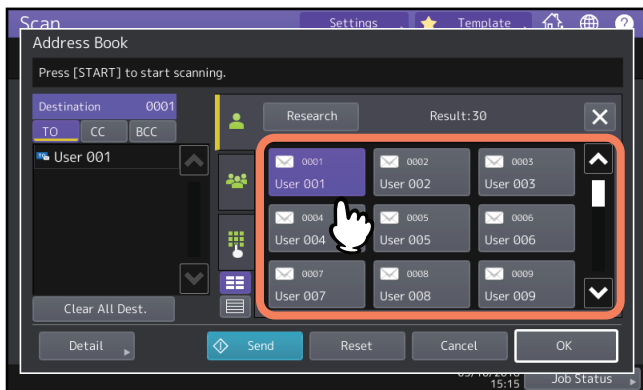 Scan
Settings
Template
Address Book
Press [START] to start scanning.
Destination 0001
TO CC BCC
User 001
Clear All Dest.
Research
Result:30
0001
User 001
0002
User 002
0003
User 003
0004
User 004
0005
User 005
0006
User 006
0007
User 007
0008
User 008
0009
User 009
Detail
Send
Reset
Cancel
OK
15:15
Job Status